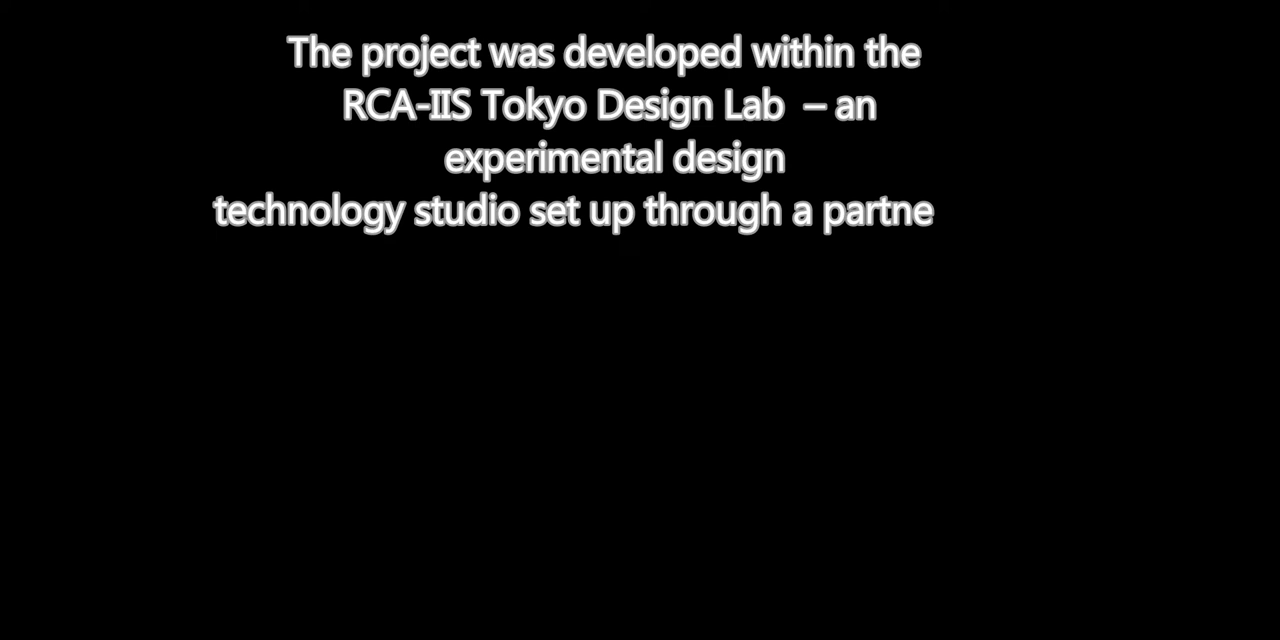 The project was developed within the
RCA-IIS Tokyo Design Lab – an
experimental design
technology studio set up through a partne